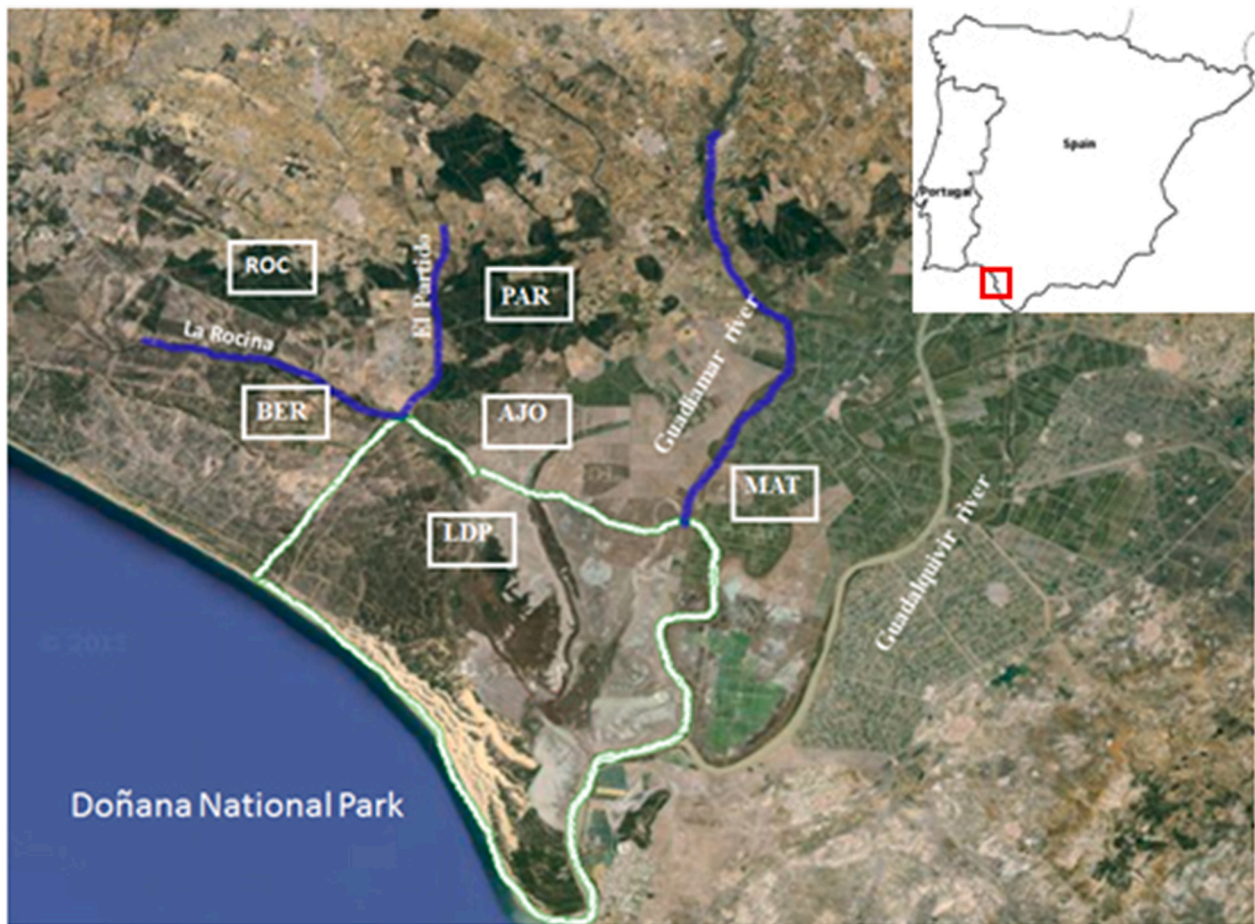 Spain
Portugal
ROC
El Partido
PAR
La Rocina
Guadiamar river
BER
AJO
MAT
LDP
Guadalquivir river
Doñana National Park